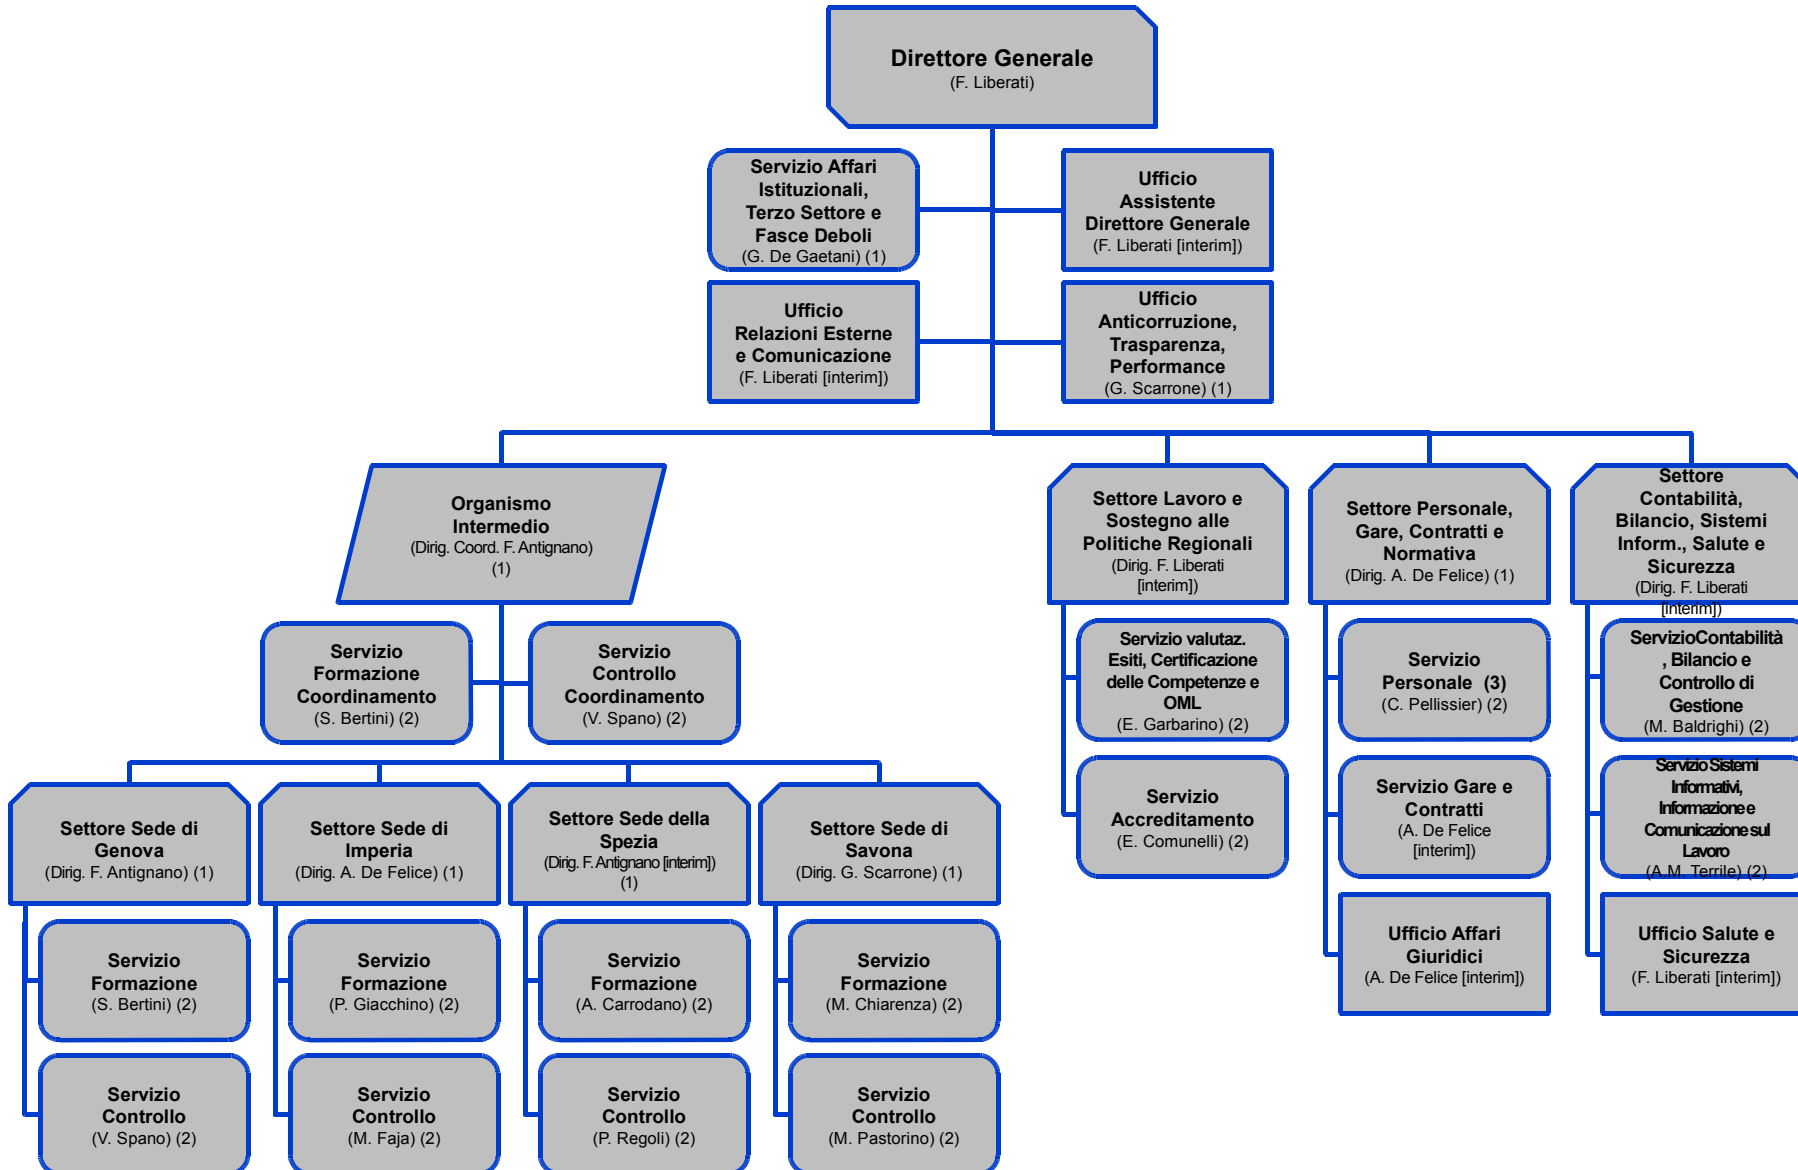 Direttore Generale
(F. Liberati)
Servizio Affari
Istituzionali,
Terzo Settore e
Fasce Deboli
(G. De Gaetani) (1)
Ufficio
Assistente
Direttore Generale
(F. Liberati [interim])
Ufficio
Relazioni Esterne
e Comunicazione
(F. Liberati [interim])
Ufficio
Anticorruzione,
Trasparenza,
Performance
(G. Scarrone) (1)
Organismo
Intermedio
(Dirig. Coord. F. Antignano)
(1)
Settore Lavoro e
Sostegno alle
Politiche Regionali
(Dirig. F. Liberati
[interim])
Settore Personale,
Gare, Contratti e
Normativa
(Dirig. A. De Felice) (1)
Settore
Contabilità,
Bilancio, Sistemi
Inform., Salute e
Sicurezza
(Dirig. F. Liberati
[interim])
Servizio
Formazione
Coordinamento
(S. Bertini) (2)
Servizio
Controllo
Coordinamento
(V. Spano) (2)
Servizio valutaz.
Esiti, Certificazione
delle Competenze e
OML
(E. Garbarino) (2)
Servizio
Personale (3)
(C. Pellissier) (2)
ServizioContabilità
, Bilancio e
Controllo di
Gestione
(M. Baldrighi) (2)
Servizio
Accreditamento
(E. Comunelli) (2)
Servizio Gare e
Contratti
(A. De Felice
[interim])
Servizio Sistemi
Informativi,
Informazione e
Comunicazione sul
Lavoro
(A.M. Terrile) (2)
Settore Sede di
Genova
(Dirig. F. Antignano) (1)
Settore Sede di
Imperia
(Dirig. A. De Felice) (1)
Settore Sede della
Spezia
(Dirig. F. Antignano [interim])
(1)
Settore Sede di
Savona
(Dirig. G. Scarrone) (1)
Ufficio Affari
Giuridici
(A. De Felice [interim])
Ufficio Salute e
Sicurezza
(F. Liberati [interim])
Servizio
Formazione
(S. Bertini) (2)
Servizio
Formazione
(P. Giacchino) (2)
Servizio
Formazione
(A. Carrodano) (2)
Servizio
Formazione
(M. Chiarenza) (2)
Servizio
Controllo
(V. Spano) (2)
Servizio
Controllo
(M. Faja) (2)
Servizio
Controllo
(P. Regoli) (2)
Servizio
Controllo
(M. Pastorino) (2)